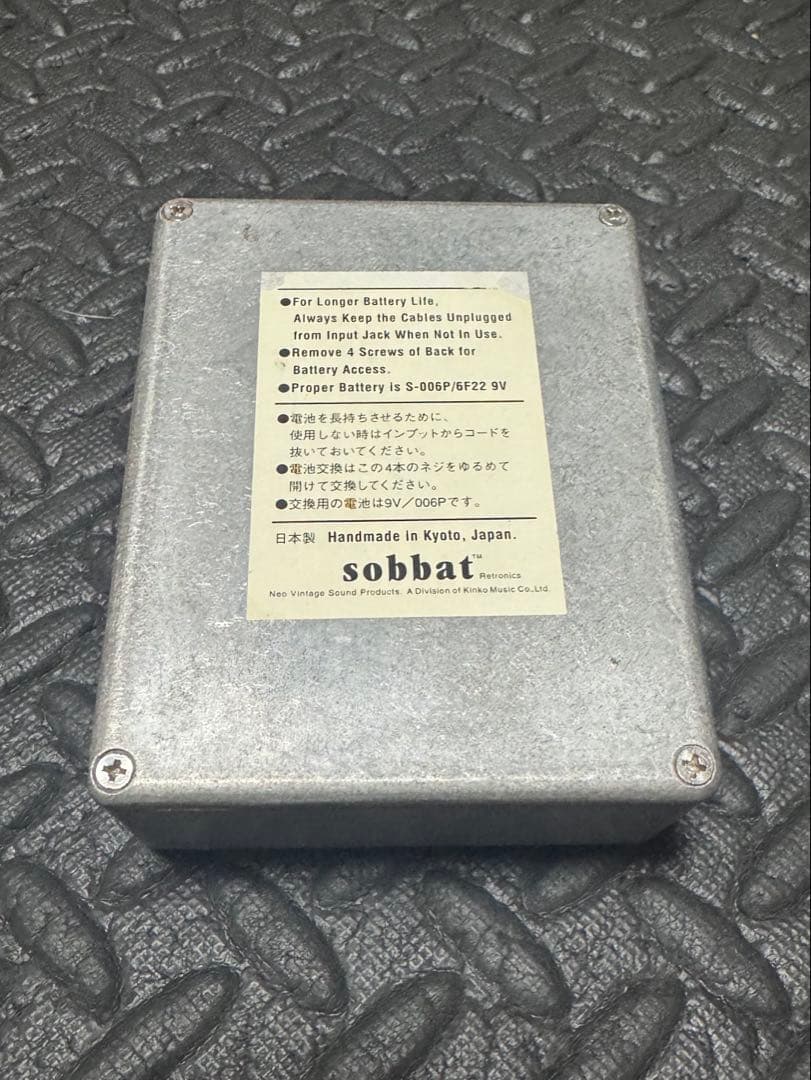 ●For Longer Battery Life,
Always Keep the Cables Unplugged
from Input Jack When Not In Use.
●Remove 4 Screws of Back for
Battery Access.
●Proper Battery is S-006P/6F22 9V
●電池を長持ちさせるために、
使用しない時はインプットからコードを
抜いておいてください。
●電池交換はこの4本のネジをゆるめて
開けて交換してください。
●交換用の電池は9V／006Pです。
日本製 Handmade in Kyoto, Japan.
sobbat™ Retronics
Neo Vintage Sound Products. A Division of Kinko Music Co.,Ltd.